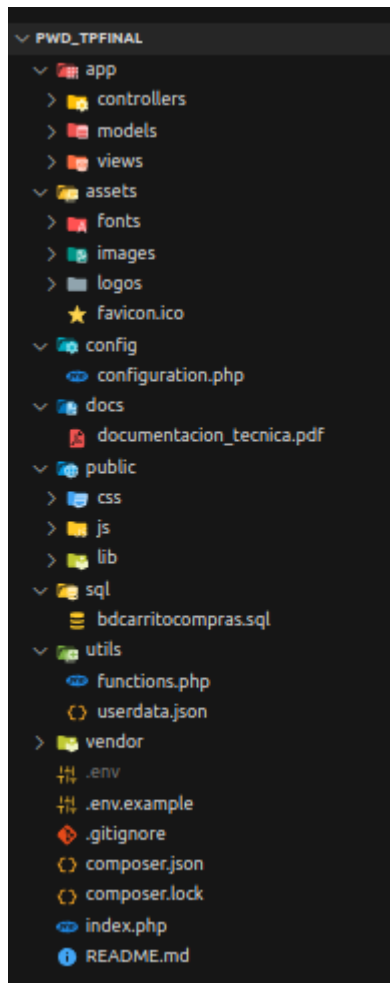 PWD_TPFINAL
app
controllers
models
views
assets
fonts
images
logos
favicon.ico
config
configuration.php
docs
documentacion_tecnica.pdf
public
css
js
lib
sql
bdcarritocompras.sql
utils
functions.php
userdata.json
vendor
.env
.env.example
.gitignore
composer.json
composer.lock
index.php
README.md